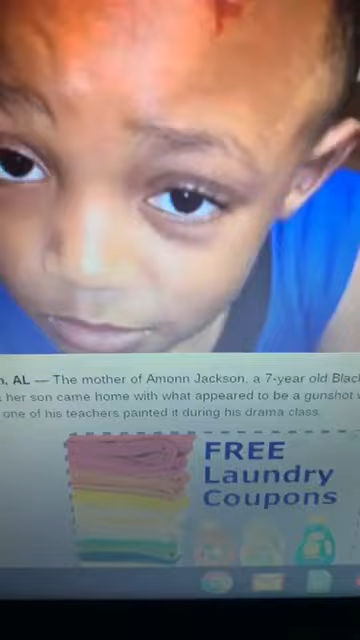 AL — The mother of Amonn Jackson, a 7-year old Black
her son came home with what appeared to be a gunshot
one of his teachers painted it during his drama class.
FREE
Laundry
Coupons